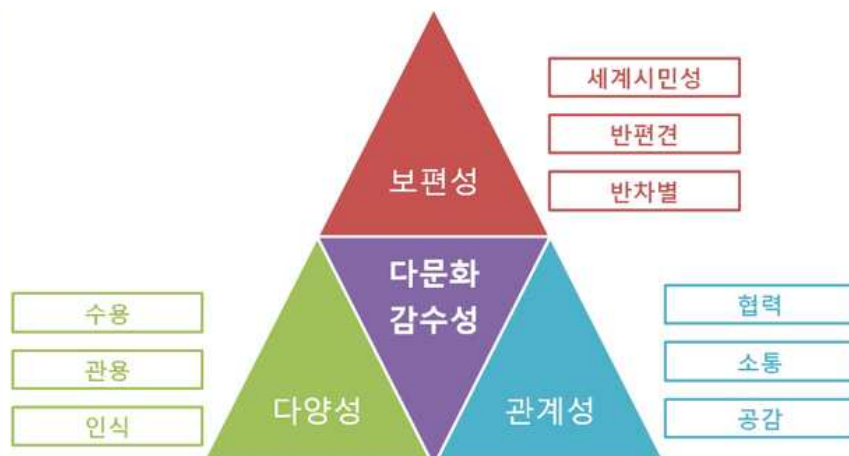 세계시민성
반편견
반차별
보편성
다문화
감수성
수용
관용
인식
다양성
관계성
협력
소통
공감